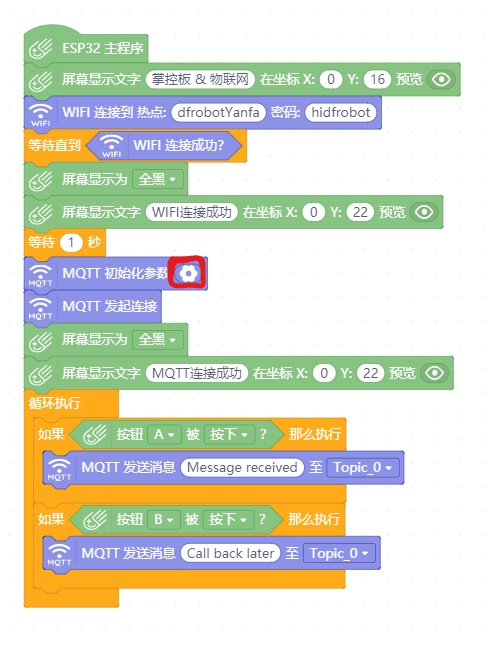 ESP32 主程序
屏幕显示文字 掌控板 & 物联网 在坐标 X: 0 Y: 16 预览
WIFI WIFI 连接到 热点: dfrobotYanfa 密码: hidfrobot
等待直到 WIFI WIFI 连接成功?
屏幕显示为 全黑
屏幕显示文字 WIFI连接成功 在坐标 X: 0 Y: 22 预览
等待 1 秒
MQTT MQTT 初始化参数
MQTT MQTT 发起连接
屏幕显示为 全黑
屏幕显示文字 MQTT连接成功 在坐标 X: 0 Y: 22 预览
循环执行
如果 按钮 A 被 按下 ? 那么执行
MQTT MQTT 发送消息 Message received 至 Topic_0
如果 按钮 B 被 按下 ? 那么执行
MQTT MQTT 发送消息 Call back later 至 Topic_0